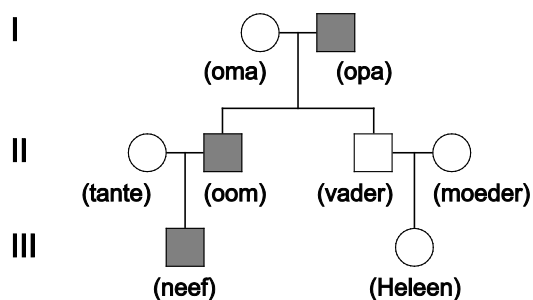 I
(oma) (opa)
II
(tante) (oom) (vader) (moeder)
III
(neef) (Heleen)